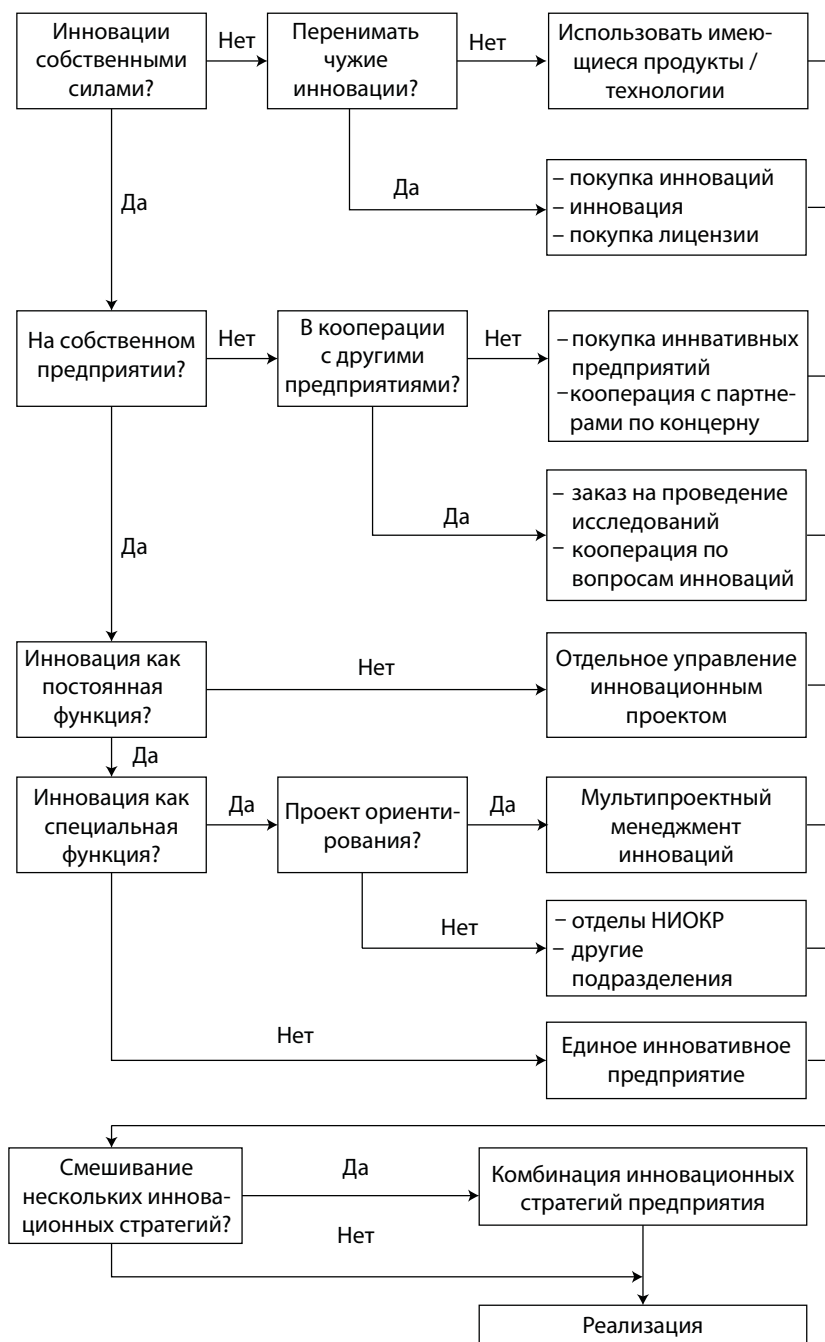 Инновации
собственными
силами?
Нет
Перенимать
чужие
инновации?
Нет
Использовать имею-
щиеся продукты /
технологии
Да
Да
– покупка инноваций
– инновация
– покупка лицензии
На собственном
предприятии?
Нет
В кооперации
с другими
предприятиями?
Нет
– покупка иннвативных
предприятий
– кооперация с партне-
рами по концерну
Да
Да
– заказ на проведение
исследований
– кооперация по
вопросам инноваций
Инновация как
постоянная
функция?
Нет
Отдельное управление
инновационным
проектом
Да
Инновация как
специальная
функция?
Да
Проект ориенти-
рования?
Да
Мультипроектный
менеджмент
инноваций
Нет
– отделы НИОКР
– другие
подразделения
Нет
Единое инновативное
предприятие
Смешивание
нескольких иннова-
ционных стратегий?
Да
Комбинация инновационных
стратегий предприятия
Нет
Реализация